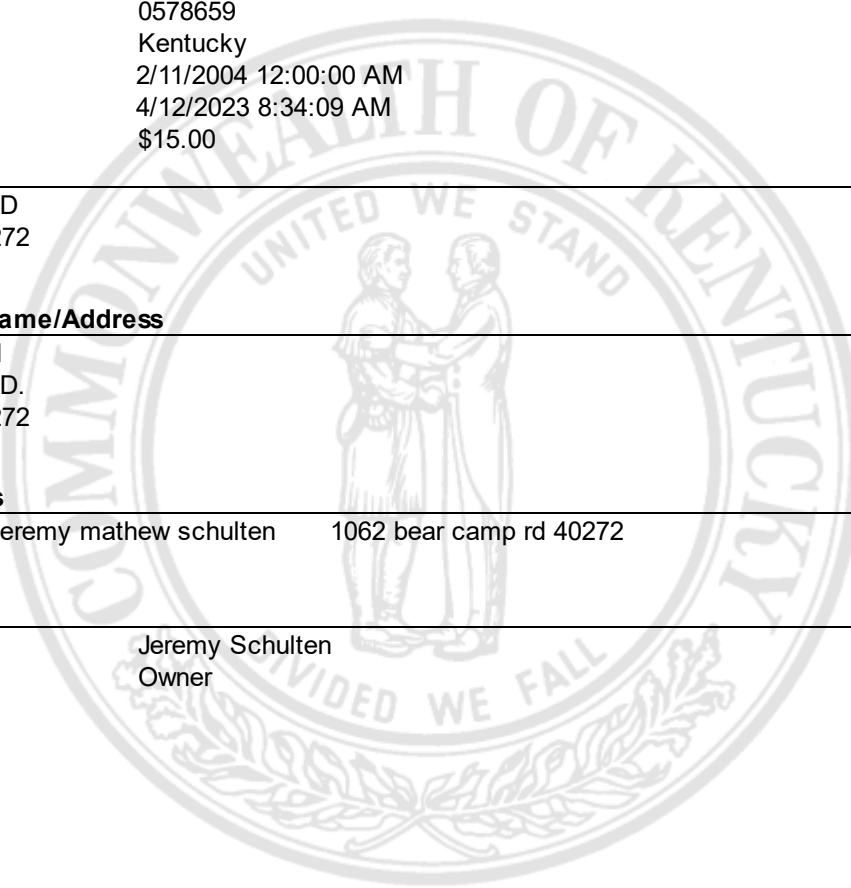 0578659
Kentucky
2/11/2004 12:00:00 AM
4/12/2023 8:34:09 AM
$15.00
D
272
ame/Address
D.
272
s
eremy mathew schulten 1062 bear camp rd 40272
Jeremy Schulten
Owner
COMMONWEALTH OF KENTUCKY
UNITED WE STAND
DIVIDED WE FALL